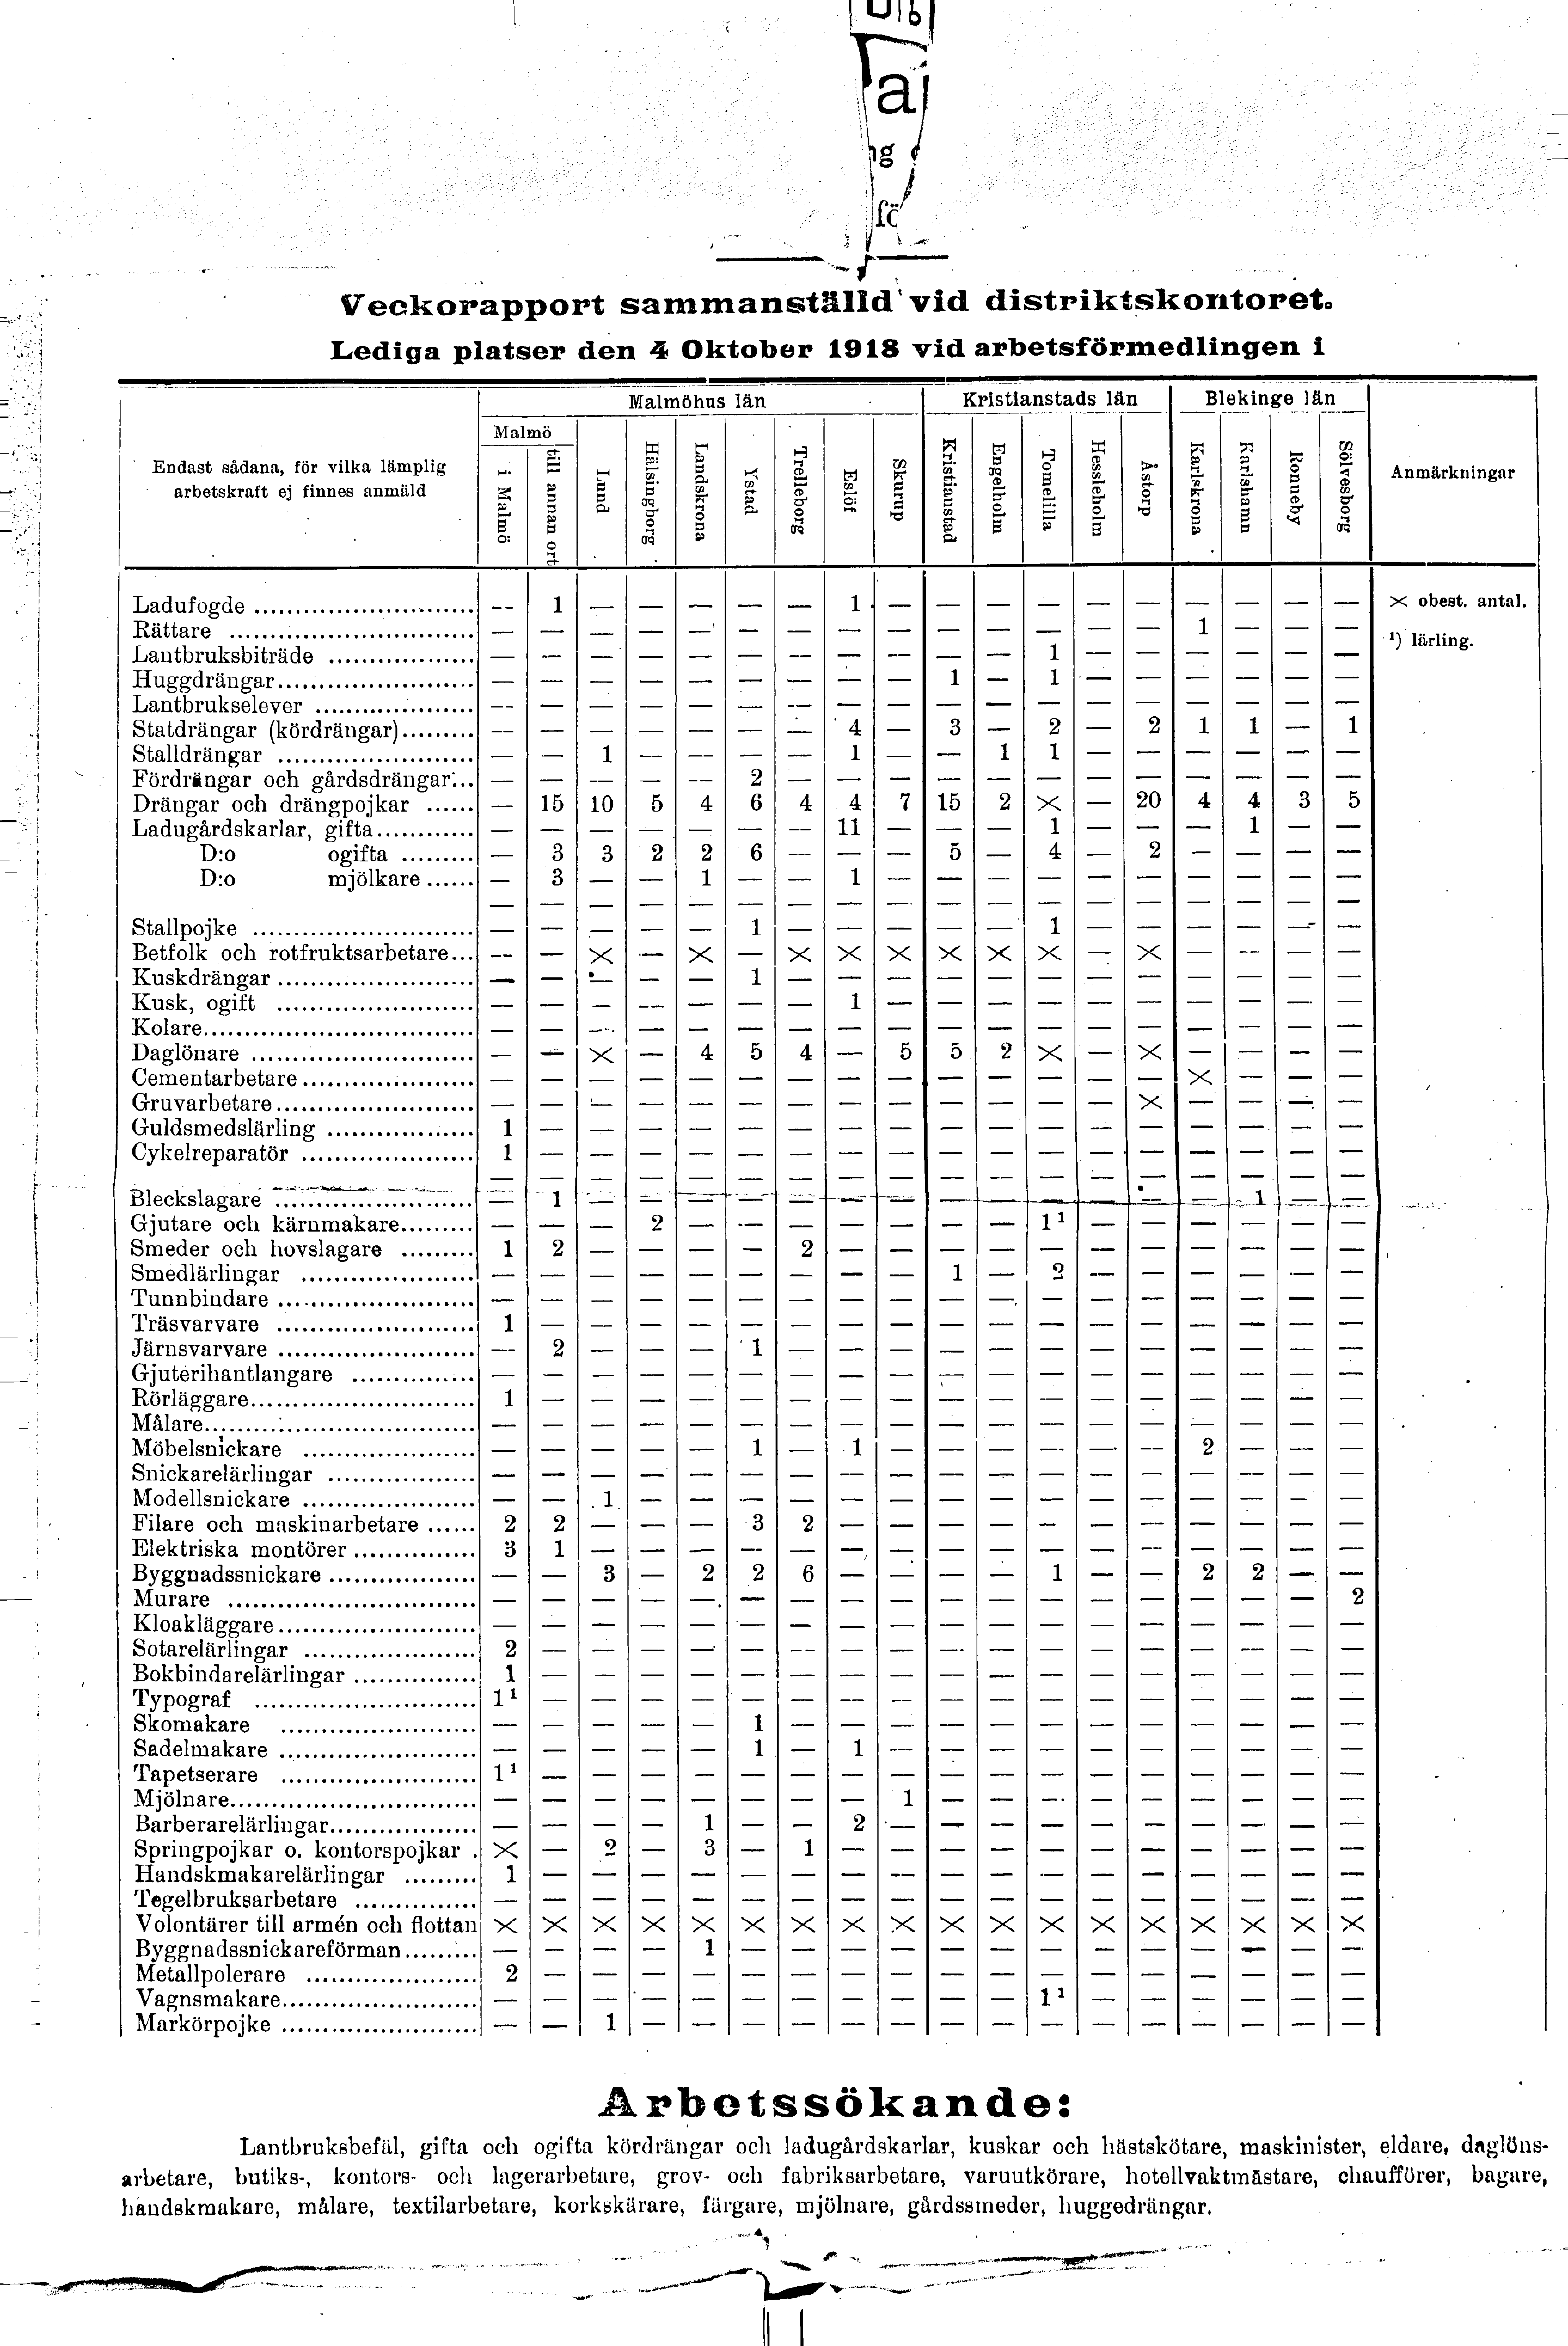 a
g
fö
Veckorapport sammanställd vid distriktskontoret.
Lediga platser den 4 Oktober 1918 vid arbetsförmedlingen i
Endast sådana, för vilka lämplig arbetskraft ej finnes anmäld | Malmöhus län | Kristianstads län | Blekinge län | Anmärkningar
Malmö
i Malmö | till annan ort | Lund | Hälsingborg | Landskrona | Ystad | Trelleborg | Eslöf | Skurup | Kristianstad | Engelholm | Tomelilla | Hessleholm | Åstorp | Karlskrona | Karlshamn | Ronneby | Sölvesborg
Ladufogde — 1 — — — — — 1 — — — — — — — — — — × obest. antal.
Rättare — — — — — — — — — — — — — — 1 — — — ¹) lärling.
Lantbruksbiträde — — — — — — — — — — — 1 — — — — — —
Huggdrängar — — — — — — — — — 1 — 1 — — — — — —
Lantbrukselever — — — — — — — — — — — — — — — — — —
Statdrängar (kördrängar) — — — — — — — 4 — 3 — 2 — 2 1 1 — 1
Stalldrängar — — 1 — — — — 1 — — 1 1 — — — — — —
Fördrängar och gårdsdrängar — — — — — 2 — — — — — — — — — — — —
Drängar och drängpojkar — 15 10 5 4 6 4 4 7 15 2 × — 20 4 4 3 5
Ladugårdskarlar, gifta — — — — — — — 11 — — — 1 — — — 1 — —
D:o ogifta — 3 3 2 2 6 — — — 5 — 4 — 2 — — — —
D:o mjölkare — 3 — — 1 — — 1 — — — — — — — — — —
— — — — — — — — — — — — — — — — — —
Stallpojke — — — — — 1 — — — — — 1 — — — — — —
Betfolk och rotfruktsarbetare — — × — × — × × × × × × — × — — — —
Kuskdrängar — — — — — 1 — — — — — — — — — — — —
Kusk, ogift — — — — — — — 1 — — — — — — — — — —
Kolare — — — — — — — — — — — — — — — — — —
Daglönare — — × — 4 5 4 — 5 5 2 × — × — — — —
Cementarbetare — — — — — — — — — — — — — — × — — —
Gruvarbetare — — — — — — — — — — — — — × — — — —
Guldsmedslärling 1 — — — — — — — — — — — — — — — — —
Cykelreparatör 1 — — — — — — — — — — — — — — — — —
— — — — — — — — — — — — — — — — — —
Bleckslagare — 1 — — — — — — — — — — — — — 1 — —
Gjutare och kärnmakare — — — 2 — — — — — — — 1¹ — — — — — —
Smeder och hovslagare 1 2 — — — — 2 — — — — — — — — — — —
Smedlärlingar — — — — — — — — — 1 — 2 — — — — — —
Tunnbindare — — — — — — — — — — — — — — — — — —
Träsvarvare 1 — — — — — — — — — — — — — — — — —
Järnsvarvare — 2 — — — 1 — — — — — — — — — — — —
Gjuterihantlangare — — — — — — — — — — — — — — — — — —
Rörläggare 1 — — — — — — — — — — — — — — — — —
Målare — — — — — — — — — — — — — — — — — —
Möbelsnickare — — — — — 1 — 1 — — — — — — 2 — — —
Snickarelärlingar — — — — — — — — — — — — — — — — — —
Modellsnickare — — 1 — — — — — — — — — — — — — — —
Filare och maskinarbetare 2 2 — — — 3 2 — — — — — — — — — — —
Elektriska montörer 3 1 — — — — — — — — — — — — — — — —
Byggnadssnickare — — 3 — 2 2 6 — — — — 1 — — 2 2 — —
Murare — — — — — — — — — — — — — — — — — 2
Kloakläggare — — — — — — — — — — — — — — — — — —
Sotarelärlingar 2 — — — — — — — — — — — — — — — — —
Bokbindarelärlingar 1 — — — — — — — — — — — — — — — — —
Typograf 1¹ — — — — — — — — — — — — — — — — —
Skomakare — — — — — 1 — — — — — — — — — — — —
Sadelmakare — — — — — 1 — 1 — — — — — — — — — —
Tapetserare 1¹ — — — — — — — — — — — — — — — — —
Mjölnare — — — — — — — — 1 — — — — — — — — —
Barberarelärlingar — — — — 1 — — 2 — — — — — — — — — —
Springpojkar o. kontorspojkar × — 2 — 3 — 1 — — — — — — — — — — —
Handskmakarelärlingar 1 — — — — — — — — — — — — — — — — —
Tegelbruksarbetare — — — — — — — — — — — — — — — — — —
Volontärer till armén och flottan × × × × × × × × × × × × × × × × × ×
Byggnadssnickareförman — — — — 1 — — — — — — — — — — — — —
Metallpolerare 2 — — — — — — — — — — — — — — — — —
Vagnsmakare — — — — — — — — — — — 1¹ — — — — — —
Markörpojke — — 1 — — — — — — — — — — — — — — —
Arbetssökande:
Lantbruksbefäl, gifta och ogifta kördrängar och ladugårdskarlar, kuskar och hästskötare, maskinister, eldare, daglöns-
arbetare, butiks-, kontors- och lagerarbetare, grov- och fabriksarbetare, varuutkörare, hotellvaktmästare, chaufförer, bagare,
handskmakare, målare, textilarbetare, korkskärare, färgare, mjölnare, gårdssmeder, huggedrängar.